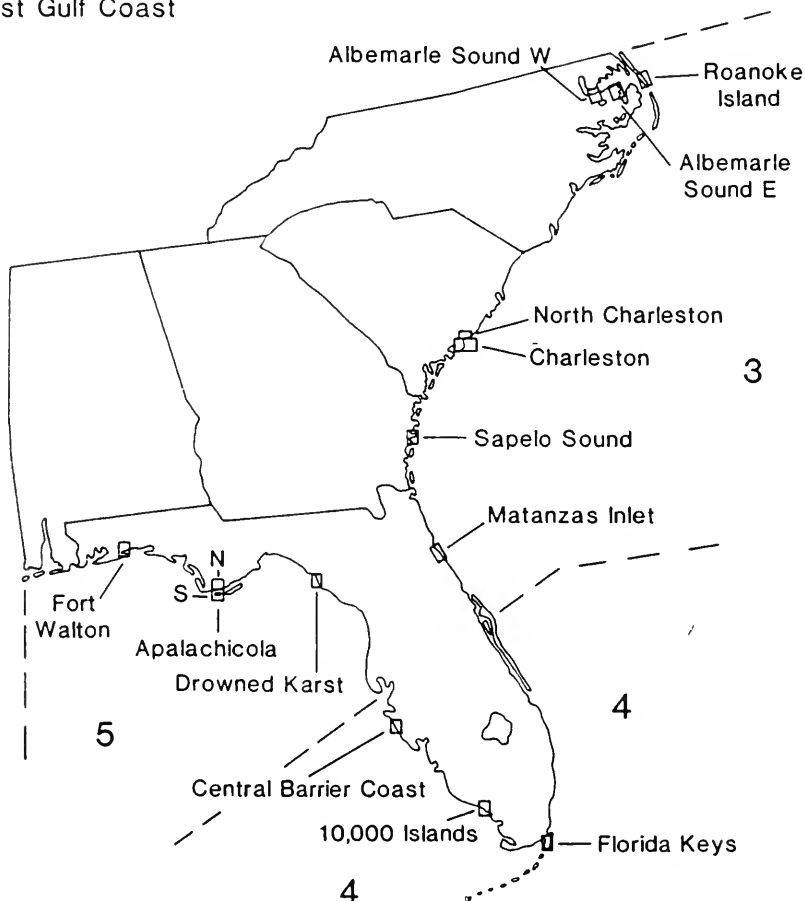 st Gulf Coast
Albemarle Sound W
Roanoke
Island
Albemarle
Sound E
North Charleston
Charleston
3
Sapelo Sound
Matanzas Inlet
N
S
Fort
Walton
Apalachicola
Drowned Karst
4
5
Central Barrier Coast
10,000 Islands
Florida Keys
4